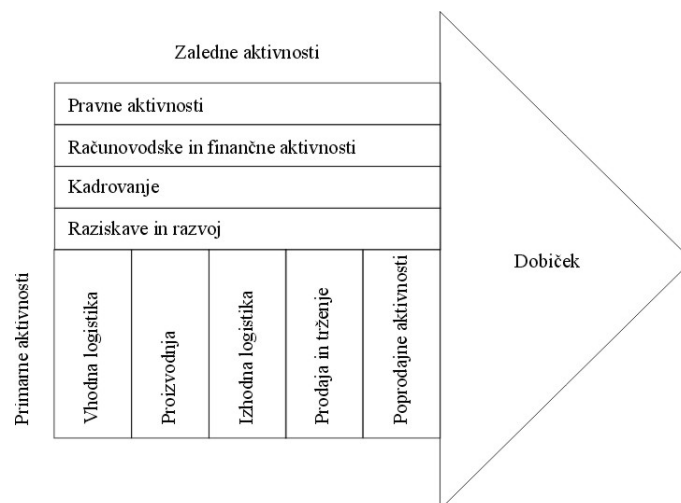 Zaledne aktivnosti
Pravne aktivnosti
Računovodske in finančne aktivnosti
Kadrovanje
Raziskave in razvoj
Primarne aktivnosti
Vhodna logistika
Proizvodnja
Izhodna logistika
Prodaja in trženje
Poprodajne aktivnosti
Dobiček